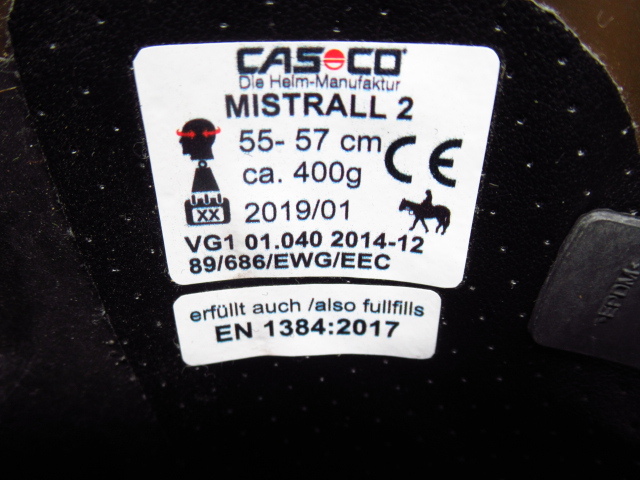 CASCO
Die Helm-Manufaktur
MISTRALL 2
55- 57 cm
CE
ca. 400g
XX 2019/01
VG1 01.040 2014-12
89/686/EWG/EEC
erfüllt auch /also fullfills
EN 1384:2017
EPDM